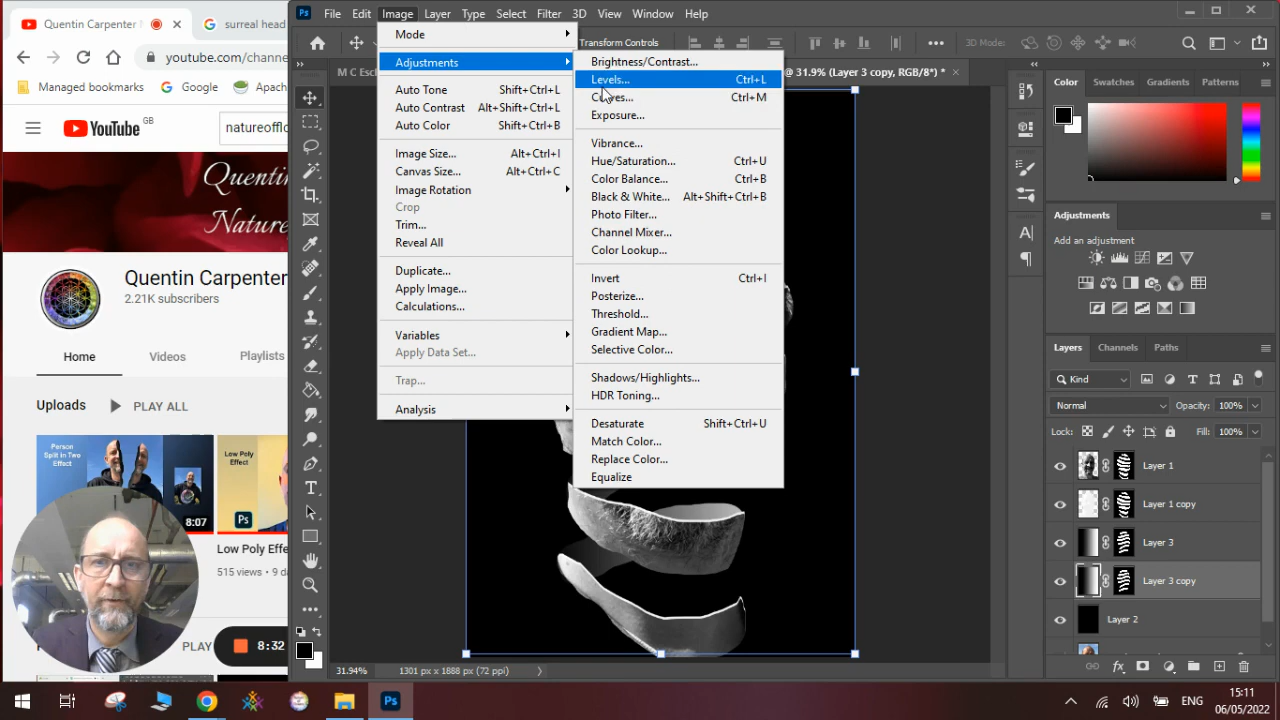 Quentin Carpenter N
surreal head
youtube.com/channe
Managed bookmarks
Google
YouTube GB
natureoffl
Quentin
Nature
Quentin Carpenter
2.21K subscribers
Home
Videos
Playlists
Uploads
PLAY ALL
Person
Split in Two
Effect
8:07
Low Poly
Effect
Ps
Low Poly Effe
515 views • 9 da
PLAY
8:32
Ps
File
Edit
Image
Layer
Type
Select
Filter
3D
View
Window
Help
Transform Controls
3D Mode:
M C Esch
@ 31.9% (Layer 3 copy, RGB/8*) *
Mode
Adjustments
Auto Tone Shift+Ctrl+L
Auto Contrast Alt+Shift+Ctrl+L
Auto Color Shift+Ctrl+B
Image Size... Alt+Ctrl+I
Canvas Size... Alt+Ctrl+C
Image Rotation
Crop
Trim...
Reveal All
Duplicate...
Apply Image...
Calculations...
Variables
Apply Data Set...
Trap...
Analysis
Brightness/Contrast...
Levels... Ctrl+L
Curves... Ctrl+M
Exposure...
Vibrance...
Hue/Saturation... Ctrl+U
Color Balance... Ctrl+B
Black & White... Alt+Shift+Ctrl+B
Photo Filter...
Channel Mixer...
Color Lookup...
Invert Ctrl+I
Posterize...
Threshold...
Gradient Map...
Selective Color...
Shadows/Highlights...
HDR Toning...
Desaturate Shift+Ctrl+U
Match Color...
Replace Color...
Equalize
Color
Swatches
Gradients
Patterns
Adjustments
Add an adjustment
Layers
Channels
Paths
Kind
Normal
Opacity: 100%
Lock:
Fill: 100%
Layer 1
Layer 1 copy
Layer 3
Layer 3 copy
Layer 2
31.94%
1301 px x 1888 px (72 ppi)
Ps
ENG
15:11
06/05/2022